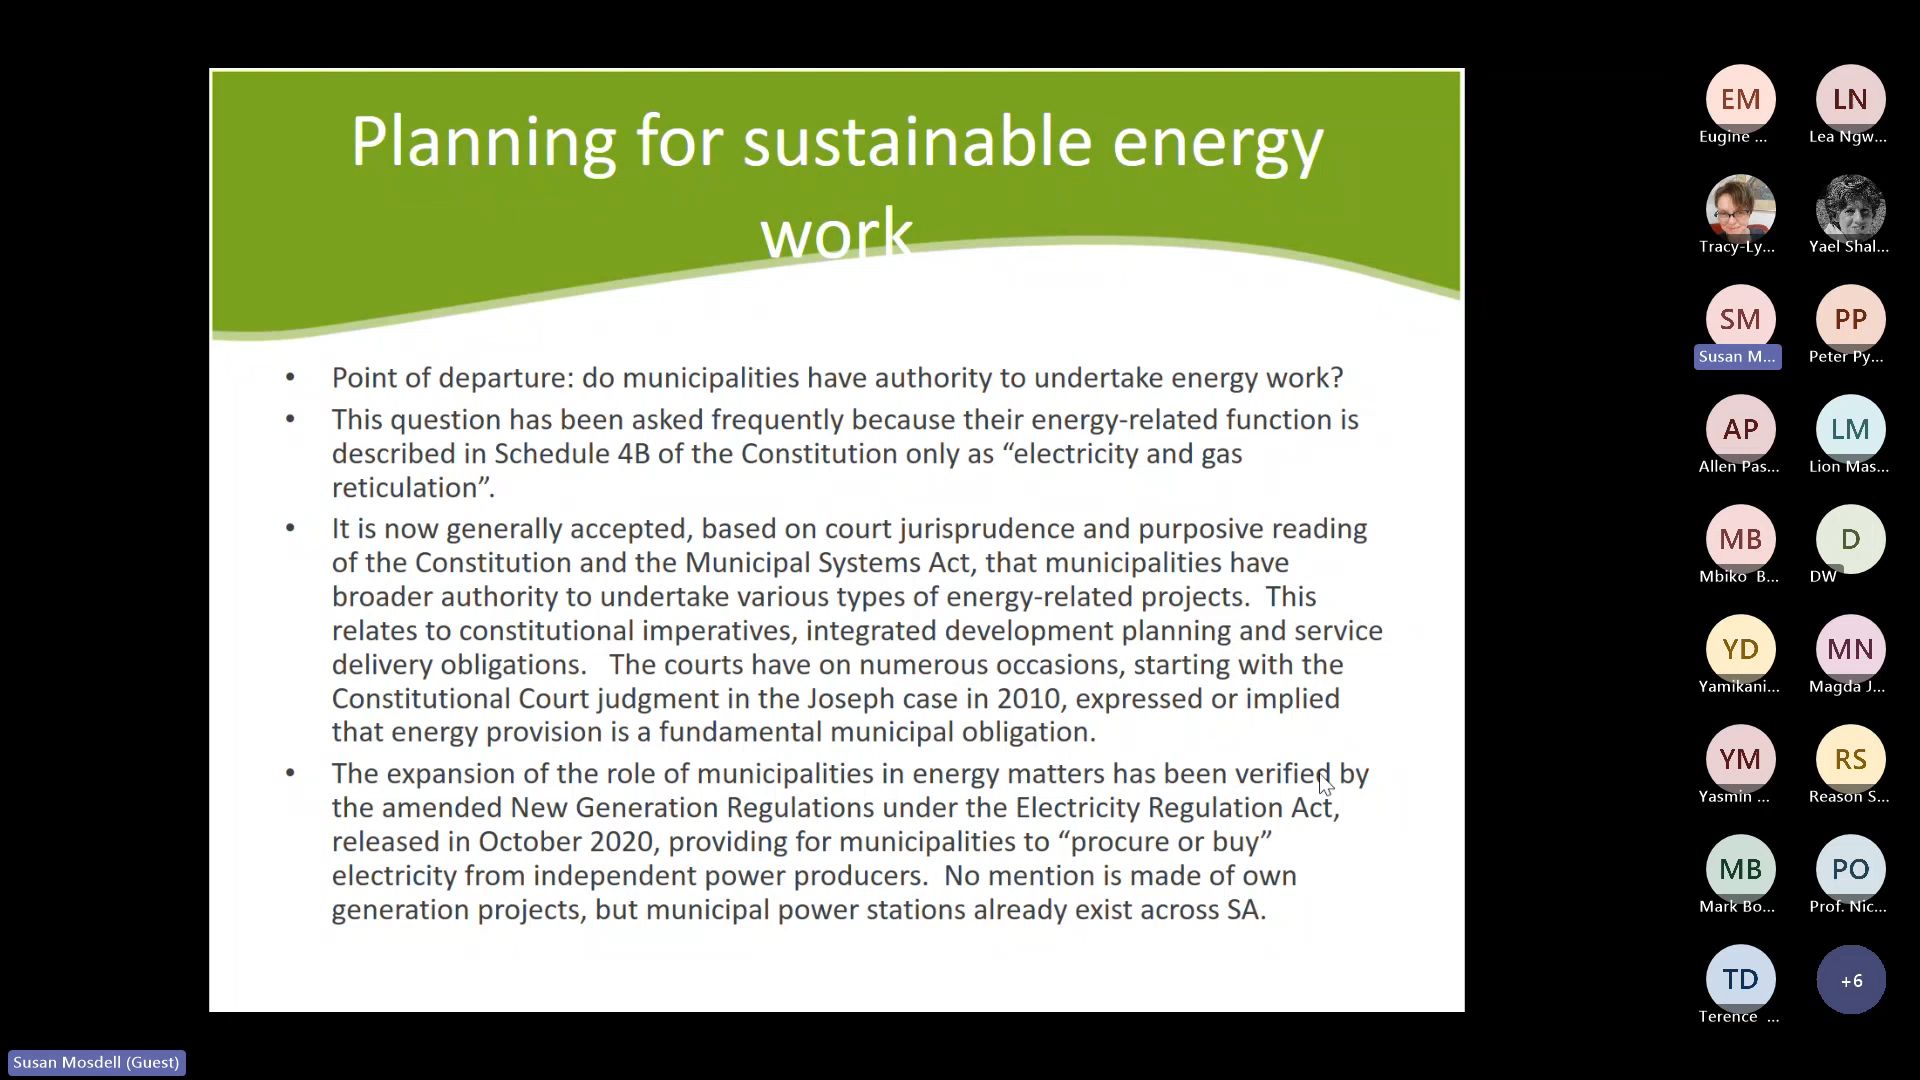 Planning for sustainable energy
work
• Point of departure: do municipalities have authority to undertake energy work?
• This question has been asked frequently because their energy-related function is
described in Schedule 4B of the Constitution only as “electricity and gas
reticulation”.
• It is now generally accepted, based on court jurisprudence and purposive reading
of the Constitution and the Municipal Systems Act, that municipalities have
broader authority to undertake various types of energy-related projects.  This
relates to constitutional imperatives, integrated development planning and service
delivery obligations.   The courts have on numerous occasions, starting with the
Constitutional Court judgment in the Joseph case in 2010, expressed or implied
that energy provision is a fundamental municipal obligation.
• The expansion of the role of municipalities in energy matters has been verified by
the amended New Generation Regulations under the Electricity Regulation Act,
released in October 2020, providing for municipalities to “procure or buy”
electricity from independent power producers.  No mention is made of own
generation projects, but municipal power stations already exist across SA.
EM LN
Eugine ... Lea Ngw...
Tracy-Ly... Yael Shal...
SM PP
Susan M... Peter Py...
AP LM
Allen Pas... Lion Mas...
MB D
Mbiko B... DW
YD MN
Yamikani... Magda J...
YM RS
Yasmin ... Reason S...
MB PO
Mark Bo... Prof. Nic...
TD +6
Terence ...
Susan Mosdell (Guest)